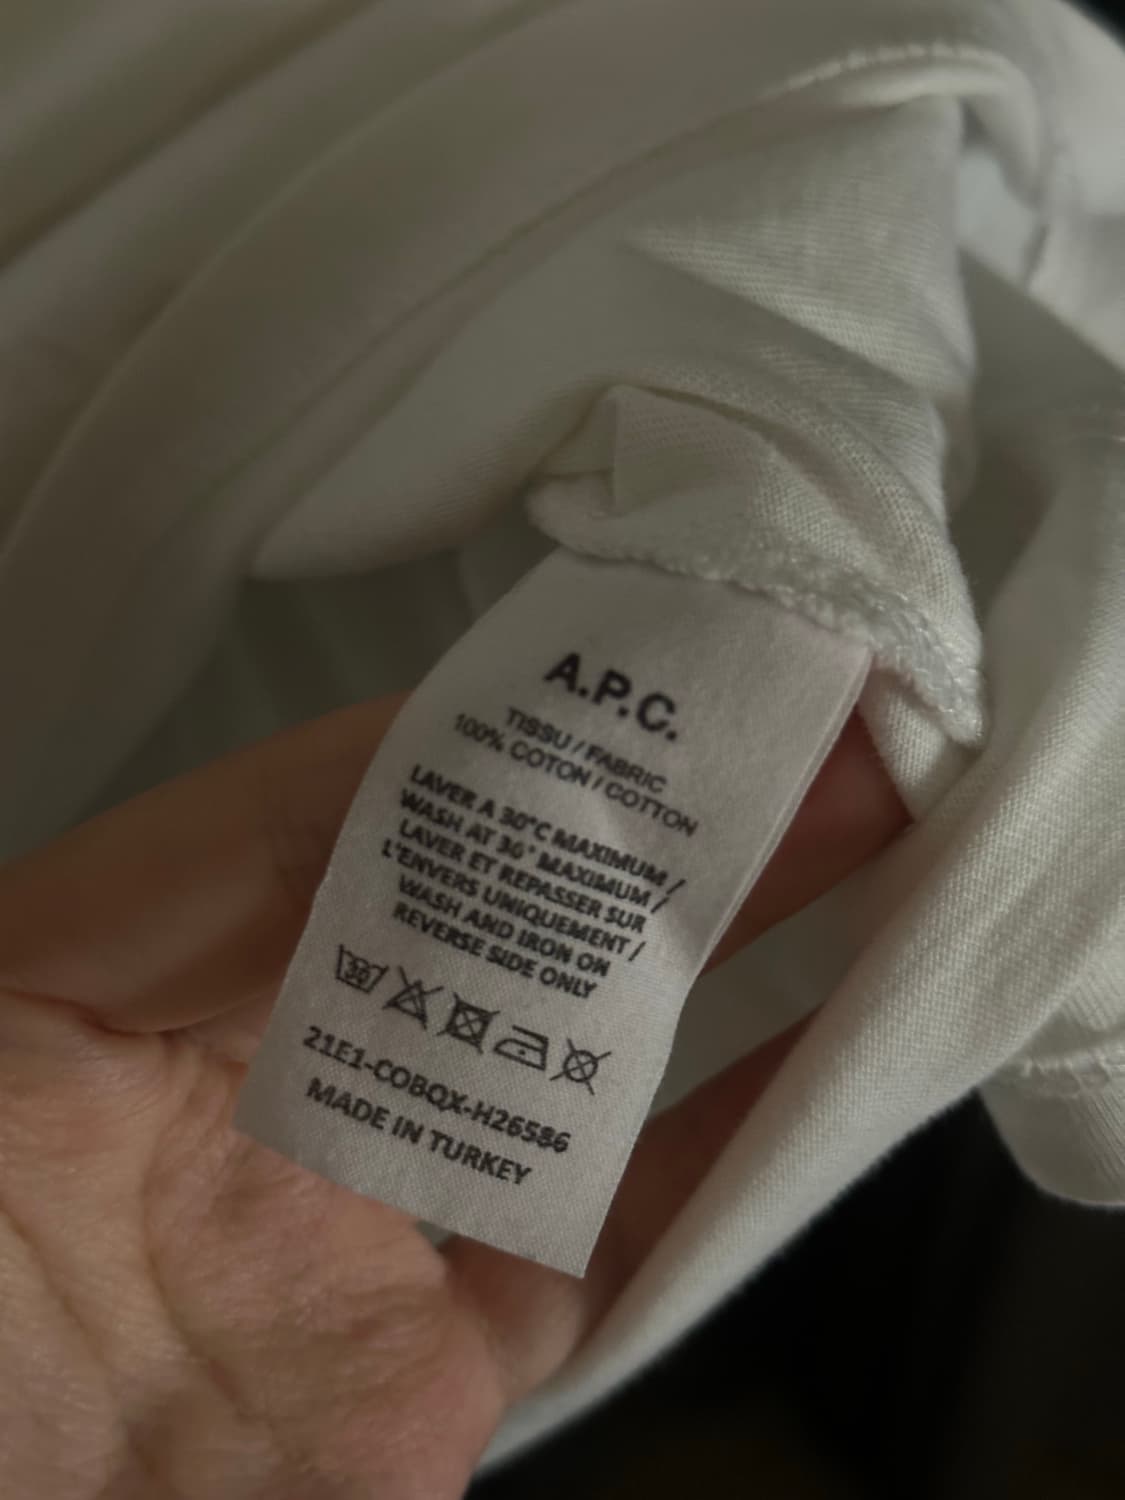 A.P.C.
TISSU / FABRIC
100% COTON / COTTON
LAVER A 30°C MAXIMUM /
WASH AT 30° MAXIMUM /
LAVER ET REPASSER SUR
L'ENVERS UNIQUEMENT /
WASH AND IRON ON
REVERSE SIDE ONLY
30
21E1-COBQX-H26586
MADE IN TURKEY